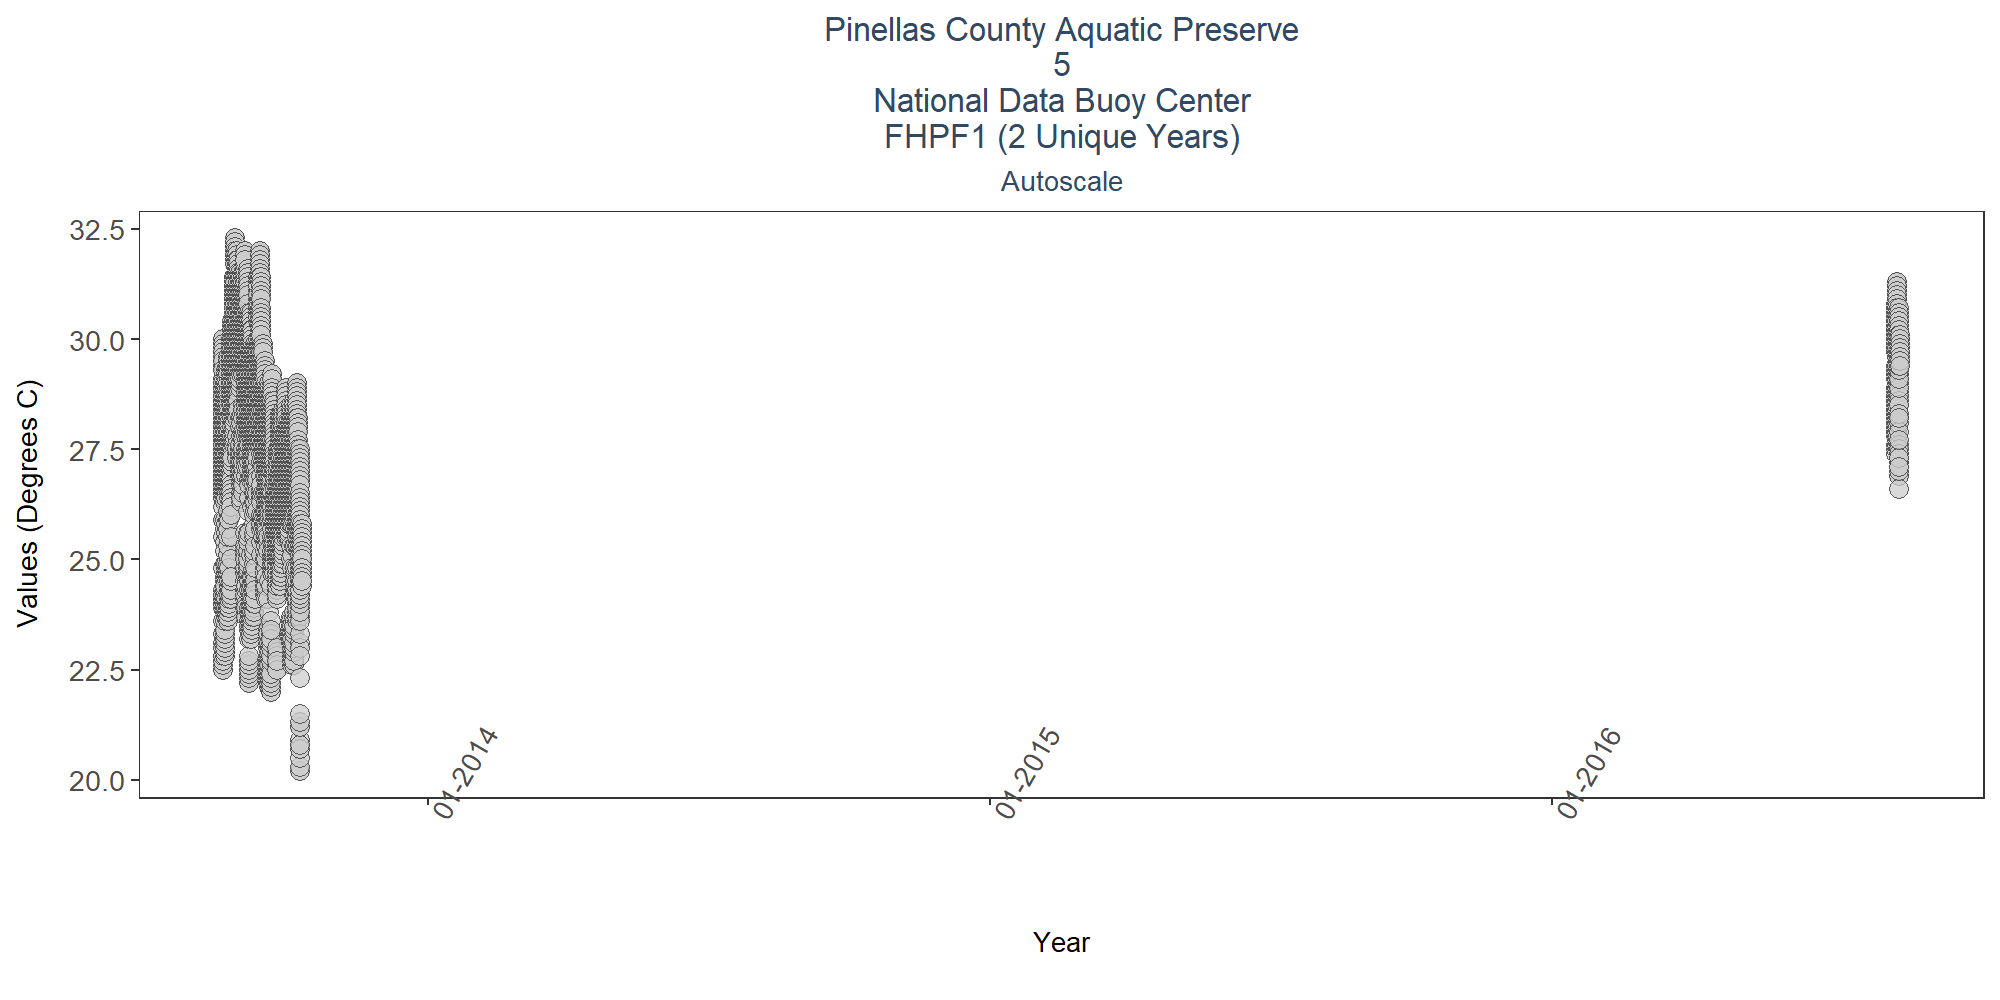 Pinellas County Aquatic Preserve
5
National Data Buoy Center
FHPF1 (2 Unique Years)
Autoscale
32.5
30.0
27.5
25.0
22.5
20.0
Values (Degrees C)
01-2014
01-2015
01-2016
Year